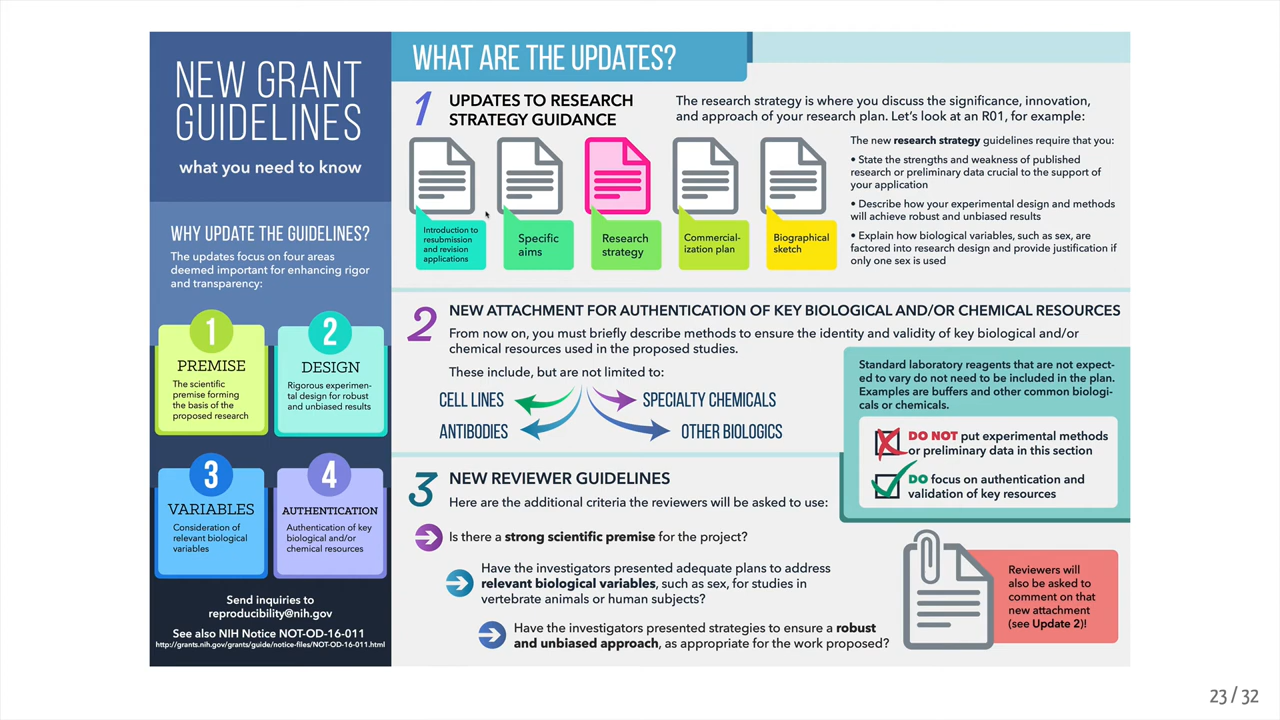 NEW GRANT
GUIDELINES
what you need to know
WHY UPDATE THE GUIDELINES?
The updates focus on four areas
deemed important for enhancing rigor
and transparency:
1
PREMISE
The scientific
premise forming
the basis of the
proposed research
2
DESIGN
Rigorous experimen-
tal design for robust
and unbiased results
3
VARIABLES
Consideration of
relevant biological
variables
4
AUTHENTICATION
Authentication of key
biological and/or
chemical resources
Send inquiries to
reproducibility@nih.gov
See also NIH Notice NOT-OD-16-011
http://grants.nih.gov/grants/guide/notice-files/NOT-OD-16-011.html
WHAT ARE THE UPDATES?
1
UPDATES TO RESEARCH
STRATEGY GUIDANCE
The research strategy is where you discuss the significance, innovation,
and approach of your research plan. Let's look at an R01, for example:
Introduction to
resubmission
and revision
applications
Specific
aims
Research
strategy
Commercial-
ization plan
Biographical
sketch
The new research strategy guidelines require that you:
• State the strengths and weakness of published
research or preliminary data crucial to the support of
your application
• Describe how your experimental design and methods
will achieve robust and unbiased results
• Explain how biological variables, such as sex, are
factored into research design and provide justification if
only one sex is used
2
NEW ATTACHMENT FOR AUTHENTICATION OF KEY BIOLOGICAL AND/OR CHEMICAL RESOURCES
From now on, you must briefly describe methods to ensure the identity and validity of key biological and/or
chemical resources used in the proposed studies.
These include, but are not limited to:
CELL LINES
SPECIALTY CHEMICALS
ANTIBODIES
OTHER BIOLOGICS
Standard laboratory reagents that are not expect-
ed to vary do not need to be included in the plan.
Examples are buffers and other common biologi-
cals or chemicals.
DO NOT put experimental methods
or preliminary data in this section
DO focus on authentication and
validation of key resources
3
NEW REVIEWER GUIDELINES
Here are the additional criteria the reviewers will be asked to use:
Is there a strong scientific premise for the project?
Have the investigators presented adequate plans to address
relevant biological variables, such as sex, for studies in
vertebrate animals or human subjects?
Have the investigators presented strategies to ensure a robust
and unbiased approach, as appropriate for the work proposed?
Reviewers will
also be asked to
comment on that
new attachment
(see Update 2)!
23 / 32